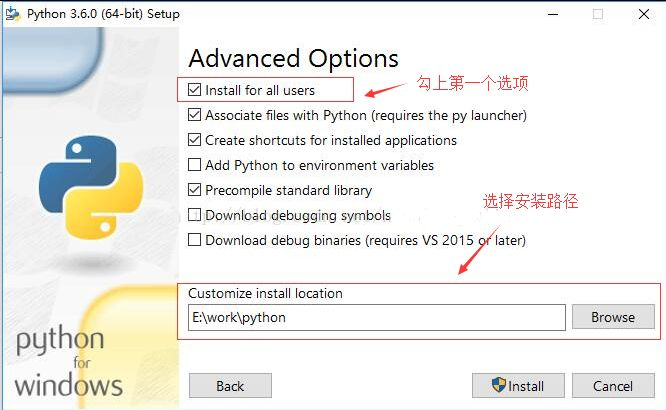 Python 3.6.0 (64-bit) Setup
Advanced Options
Install for all users
勾上第一个选项
Associate files with Python (requires the py launcher)
Create shortcuts for installed applications
Add Python to environment variables
Precompile standard library
选择安装路径
Download debugging symbols
Download debug binaries (requires VS 2015 or later)
Customize install location
E:\work\python
Browse
python
for
windows
Back
Install
Cancel